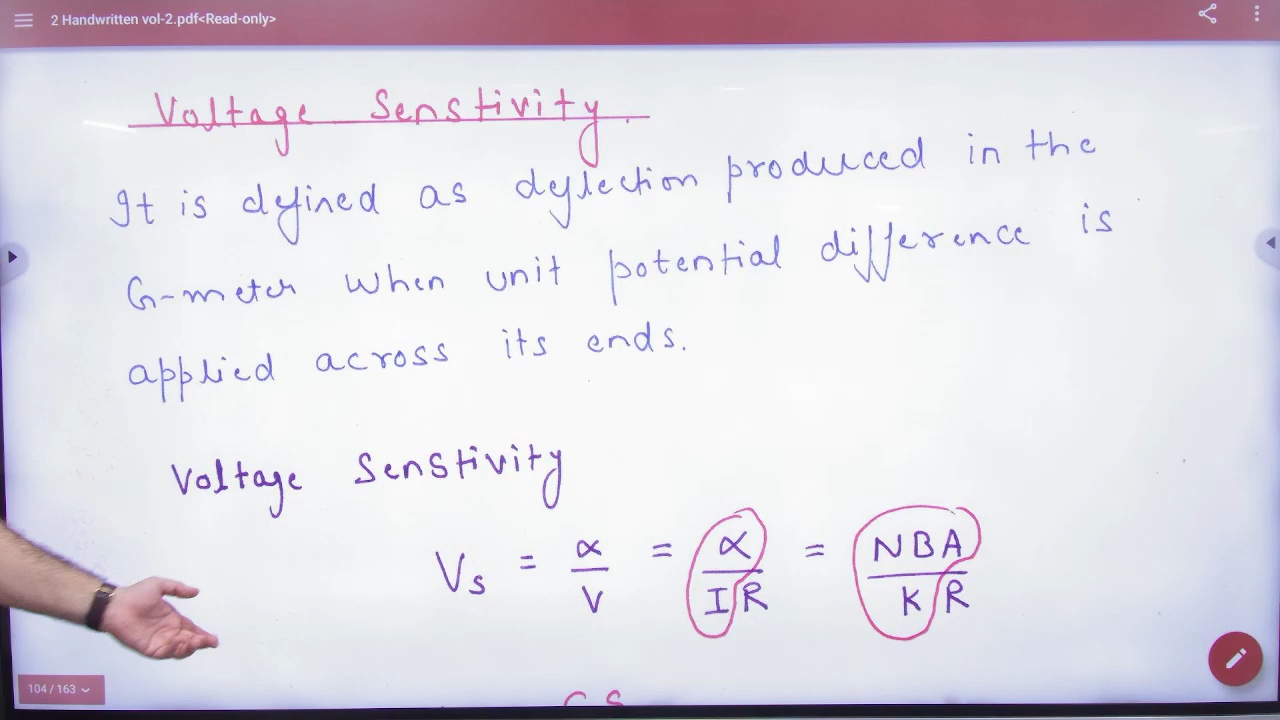 2 Handwritten vol-2.pdf<Read-only>
Voltage Senstivity.
It is defined as deflection produced in the
G-meter when unit potential difference is
applied across its ends.
Voltage Senstivity
Vs = α/V = α/IR = NBA/KR
104 / 163